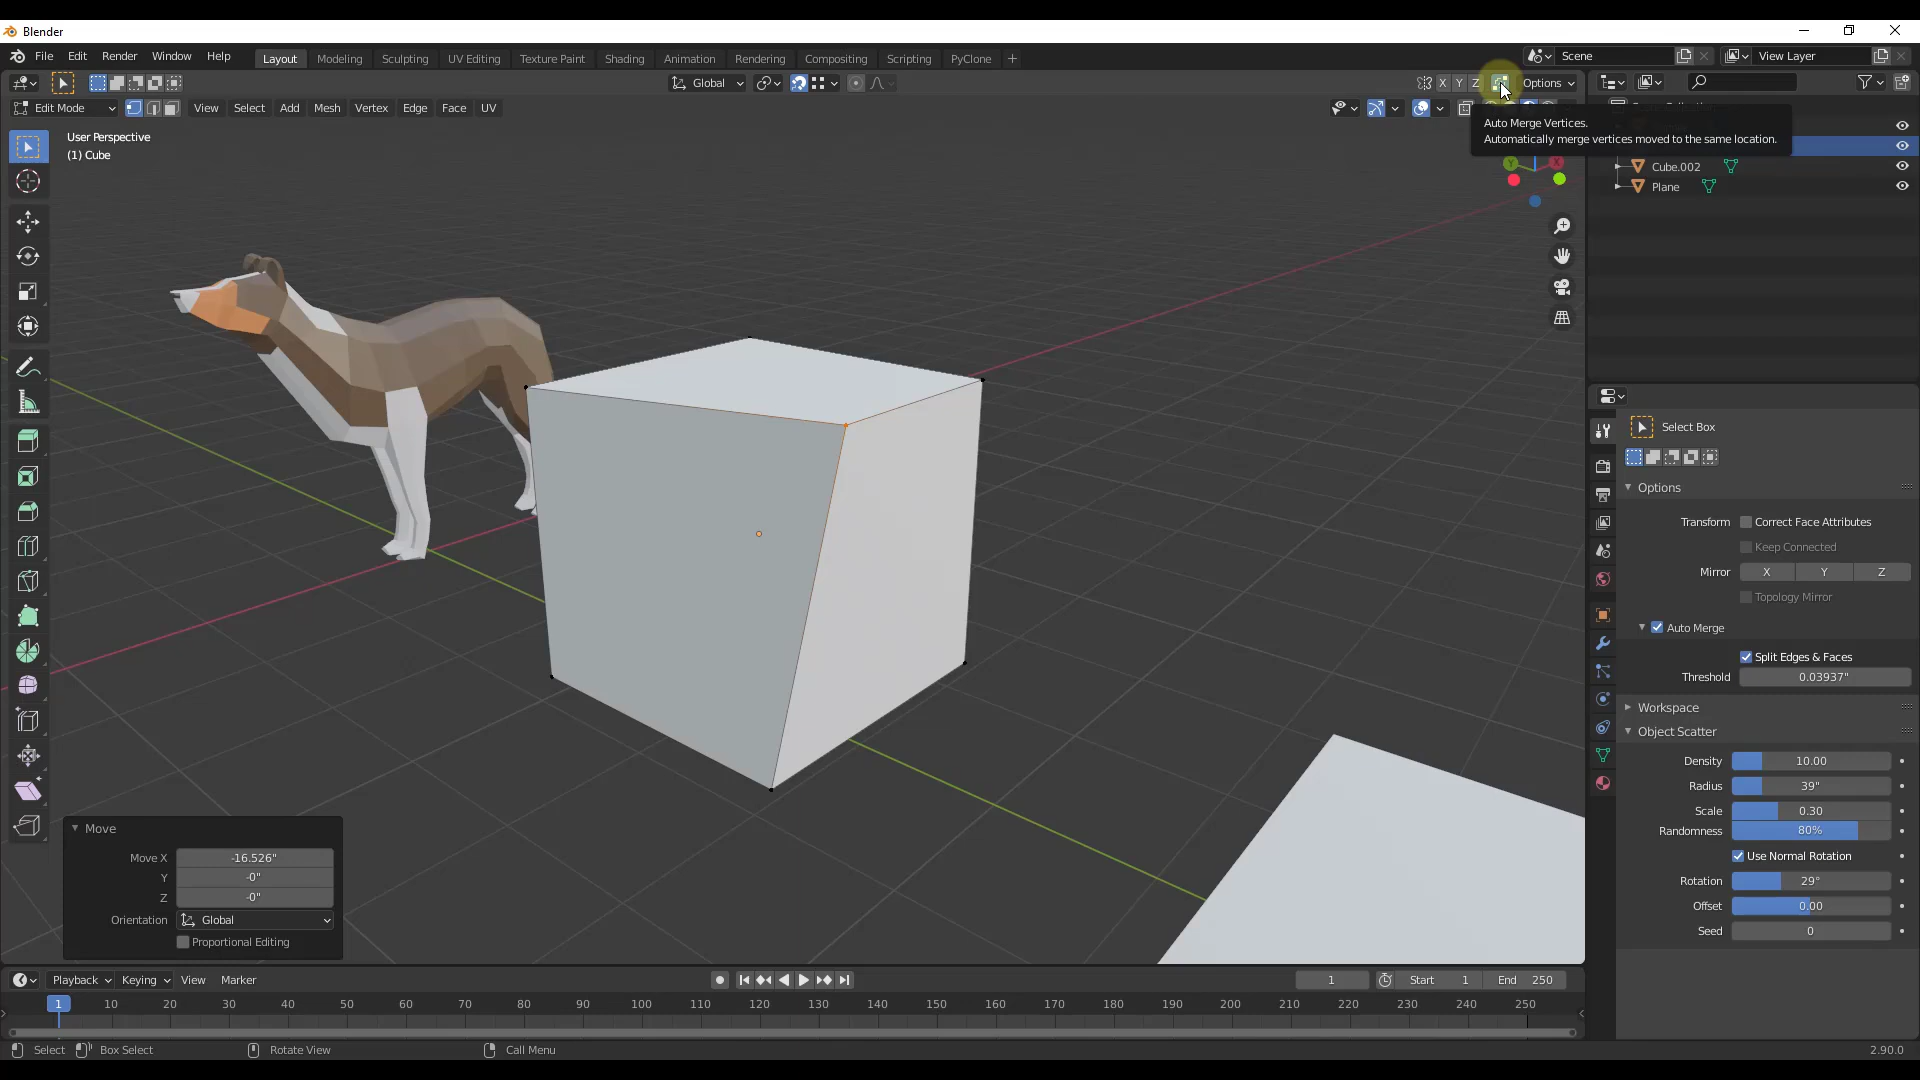 Blender
File Edit Render Window Help Layout Modeling Sculpting UV Editing Texture Paint Shading Animation Rendering Compositing Scripting PyClone Scene View Layer
Global X Y Z Options
Edit Mode View Select Add Mesh Vertex Edge Face UV
Auto Merge Vertices.
Automatically merge vertices moved to the same location.
User Perspective
(1) Cube
Y X
Cube.002
Plane
Select Box
Options
Transform Correct Face Attributes
Keep Connected
Mirror X Y Z
Topology Mirror
Auto Merge
Split Edges & Faces
Threshold 0.03937"
Workspace
Object Scatter
Density 10.00
Radius 39"
Scale 0.30
Randomness 80%
Use Normal Rotation
Rotation 29°
Offset 0.00
Seed 0
Move
Move X -16.526"
Y -0"
Z -0"
Orientation Global
Proportional Editing
Playback Keying View Marker 1 Start 1 End 250
1 10 20 30 40 50 60 70 80 90 100 110 120 130 140 150 160 170 180 190 200 210 220 230 240 250
Select Box Select Rotate View Call Menu 2.90.0